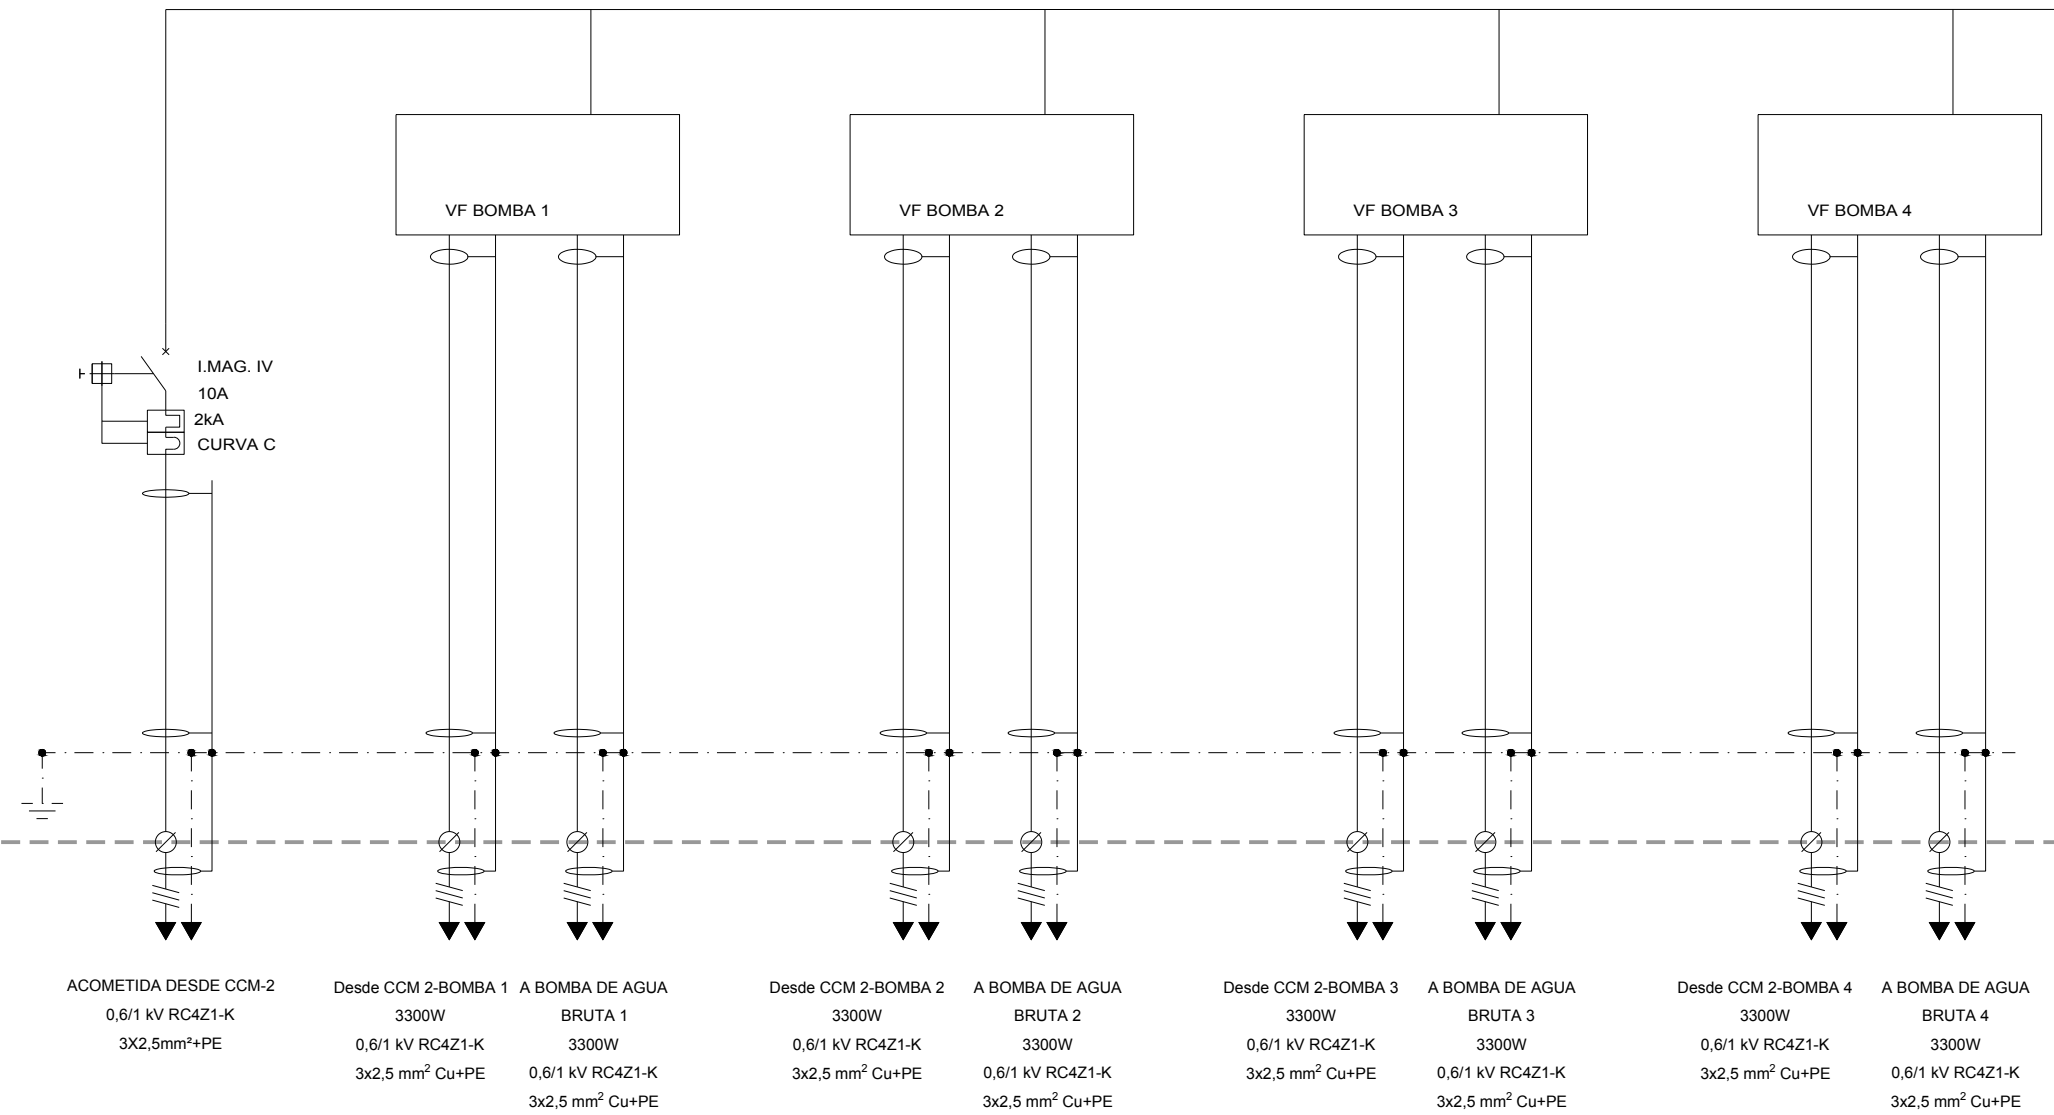 VF BOMBA 1
VF BOMBA 2
VF BOMBA 3
VF BOMBA 4
I.MAG. IV
10A
2kA
CURVA C
ACOMETIDA DESDE CCM-2
0,6/1 kV RC4Z1-K
3X2,5mm²+PE
Desde CCM 2-BOMBA 1
3300W
0,6/1 kV RC4Z1-K
3x2,5 mm² Cu+PE
A BOMBA DE AGUA
BRUTA 1
3300W
0,6/1 kV RC4Z1-K
3x2,5 mm² Cu+PE
Desde CCM 2-BOMBA 2
3300W
0,6/1 kV RC4Z1-K
3x2,5 mm² Cu+PE
A BOMBA DE AGUA
BRUTA 2
3300W
0,6/1 kV RC4Z1-K
3x2,5 mm² Cu+PE
Desde CCM 2-BOMBA 3
3300W
0,6/1 kV RC4Z1-K
3x2,5 mm² Cu+PE
A BOMBA DE AGUA
BRUTA 3
3300W
0,6/1 kV RC4Z1-K
3x2,5 mm² Cu+PE
Desde CCM 2-BOMBA 4
3300W
0,6/1 kV RC4Z1-K
3x2,5 mm² Cu+PE
A BOMBA DE AGUA
BRUTA 4
3300W
0,6/1 kV RC4Z1-K
3x2,5 mm² Cu+PE